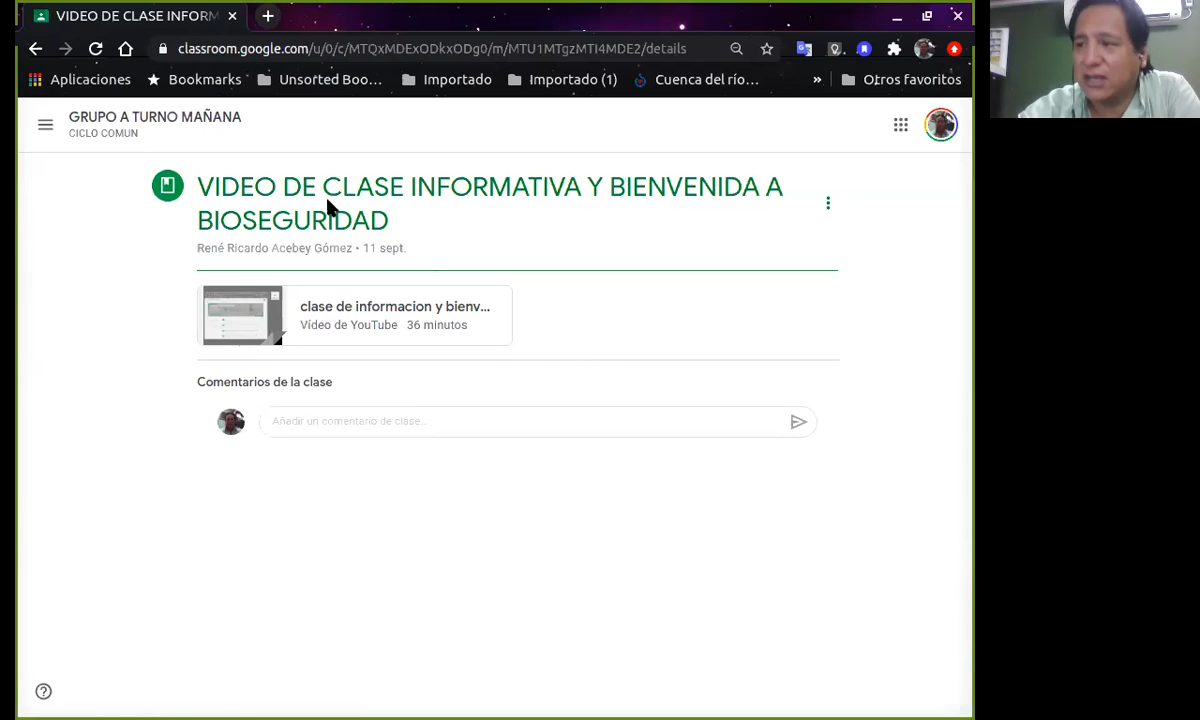 VIDEO DE CLASE INFORM
classroom.google.com/u/0/c/MTQxMDExODkxODg0/m/MTU1MTgzMTI4MDE2/details
Aplicaciones Bookmarks Unsorted Boo... Importado Importado (1) Cuenca del río... » Otros favoritos
GRUPO A TURNO MAÑANA
CICLO COMUN
VIDEO DE CLASE INFORMATIVA Y BIENVENIDA A
BIOSEGURIDAD
René Ricardo Acebey Gómez • 11 sept.
clase de informacion y bienv...
Vídeo de YouTube 36 minutos
Comentarios de la clase
Añadir un comentario de clase...